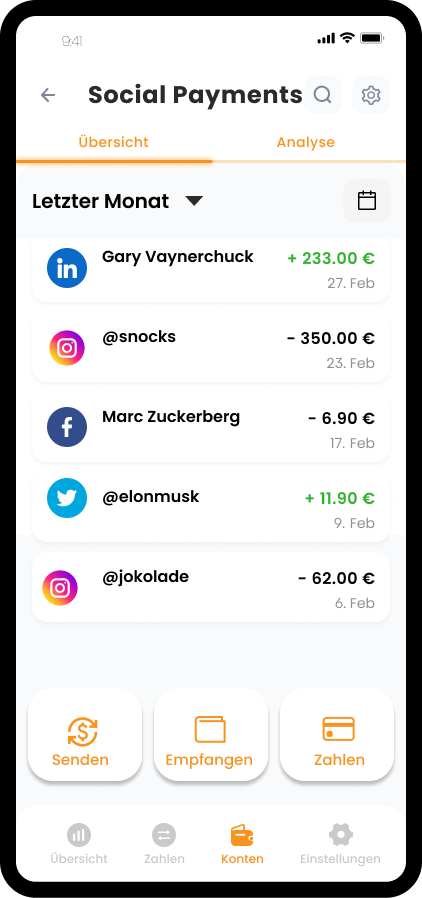 9:41
Social Payments
Übersicht Analyse
Letzter Monat
Gary Vaynerchuck + 233.00 €
27. Feb
@snocks - 350.00 €
23. Feb
Marc Zuckerberg - 6.90 €
17. Feb
@elonmusk + 11.90 €
9. Feb
@jokolade - 62.00 €
6. Feb
Senden Empfangen Zahlen
Übersicht Zahlen Konten Einstellungen